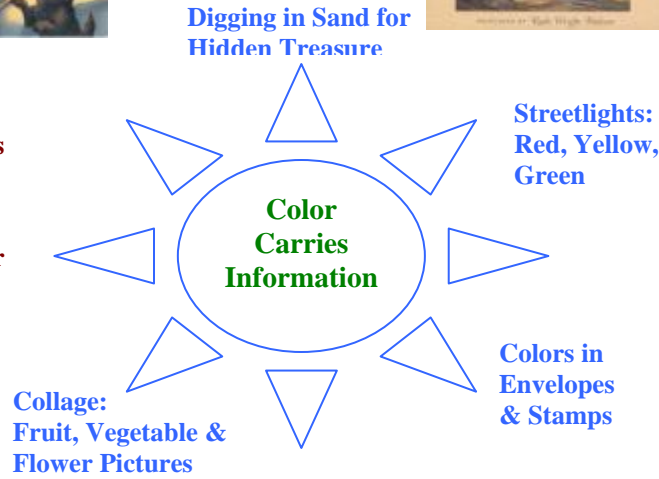 Digging in Sand for
Hidden Treasure
Streetlights:
Red, Yellow,
Green
Color
Carries
Information
Colors in
Envelopes
& Stamps
Collage:
Fruit, Vegetable &
Flower Pictures